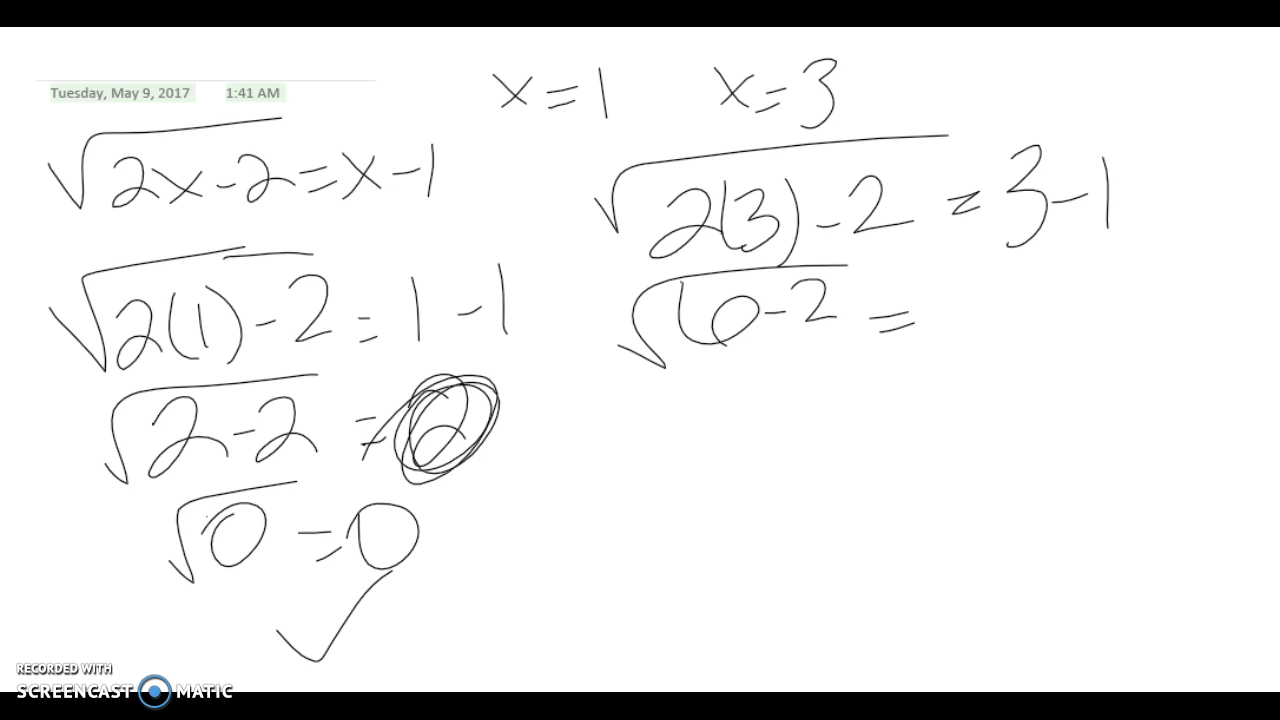 Tuesday, May 9, 2017 1:41 AM
x=1 x=3
√2x-2=x-1
√2(1)-2=1-1
√2-2=0
√0=0
✓
√2(3)-2=3-1
√6-2=
RECORDED WITH
SCREENCAST MATIC